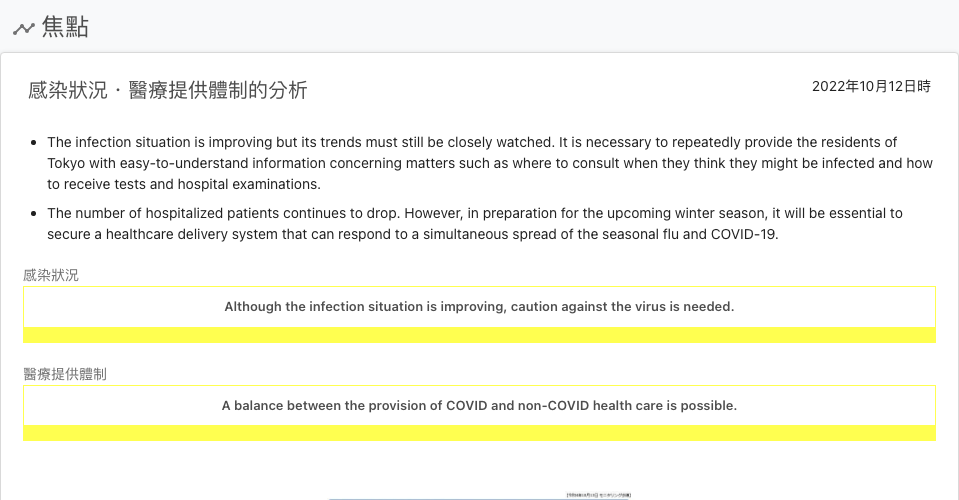 焦點
感染狀況・醫療提供體制的分析
2022年10月12日時
The infection situation is improving but its trends must still be closely watched. It is necessary to repeatedly provide the residents of
Tokyo with easy-to-understand information concerning matters such as where to consult when they think they might be infected and how
to receive tests and hospital examinations.
The number of hospitalized patients continues to drop. However, in preparation for the upcoming winter season, it will be essential to
secure a healthcare delivery system that can respond to a simultaneous spread of the seasonal flu and COVID-19.
感染狀況
Although the infection situation is improving, caution against the virus is needed.
醫療提供體制
A balance between the provision of COVID and non-COVID health care is possible.